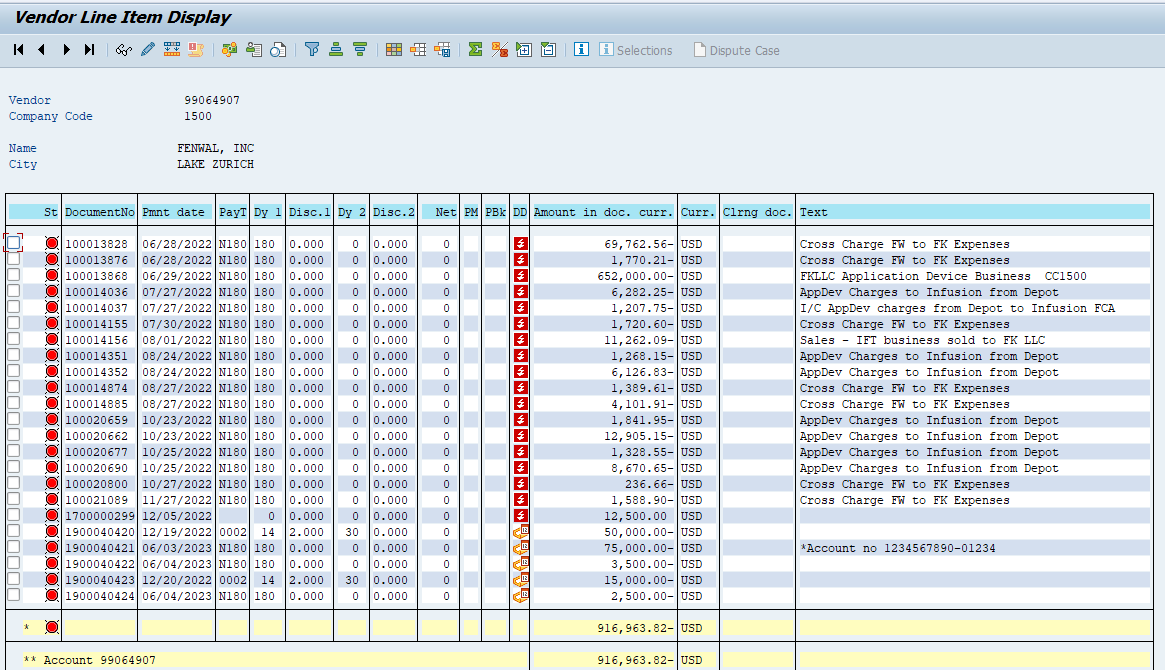 Vendor Line Item Display
Selections Dispute Case
Vendor 99064907
Company Code 1500
Name FENWAL, INC
City LAKE ZURICH
St DocumentNo Pmnt date PayT Dy 1 Disc.1 Dy 2 Disc.2 Net PM PBk DD Amount in doc. curr. Curr. Clrng doc. Text
100013828 06/28/2022 N180 180 0.000 0 0.000 0 69,762.56- USD Cross Charge FW to FK Expenses
100013876 06/28/2022 N180 180 0.000 0 0.000 0 1,770.21- USD Cross Charge FW to FK Expenses
100013868 06/29/2022 N180 180 0.000 0 0.000 0 652,000.00- USD FKLLC Application Device Business CC1500
100014036 07/27/2022 N180 180 0.000 0 0.000 0 6,282.25- USD AppDev Charges to Infusion from Depot
100014037 07/27/2022 N180 180 0.000 0 0.000 0 1,207.75- USD I/C AppDev charges from Depot to Infusion FCA
100014155 07/30/2022 N180 180 0.000 0 0.000 0 1,720.60- USD Cross Charge FW to FK Expenses
100014156 08/01/2022 N180 180 0.000 0 0.000 0 11,262.09- USD Sales - IFT business sold to FK LLC
100014351 08/24/2022 N180 180 0.000 0 0.000 0 1,268.15- USD AppDev Charges to Infusion from Depot
100014352 08/24/2022 N180 180 0.000 0 0.000 0 6,126.83- USD AppDev Charges to Infusion from Depot
100014874 08/27/2022 N180 180 0.000 0 0.000 0 1,389.61- USD Cross Charge FW to FK Expenses
100014885 08/27/2022 N180 180 0.000 0 0.000 0 4,101.91- USD Cross Charge FW to FK Expenses
100020659 10/23/2022 N180 180 0.000 0 0.000 0 1,841.95- USD AppDev Charges to Infusion from Depot
100020662 10/23/2022 N180 180 0.000 0 0.000 0 12,905.15- USD AppDev Charges to Infusion from Depot
100020677 10/25/2022 N180 180 0.000 0 0.000 0 1,328.55- USD AppDev Charges to Infusion from Depot
100020690 10/25/2022 N180 180 0.000 0 0.000 0 8,670.65- USD AppDev Charges to Infusion from Depot
100020800 10/27/2022 N180 180 0.000 0 0.000 0 236.66- USD Cross Charge FW to FK Expenses
100021089 11/27/2022 N180 180 0.000 0 0.000 0 1,588.90- USD Cross Charge FW to FK Expenses
1700000299 12/05/2022 0 0.000 0 0.000 0 12,500.00 USD
1900040420 12/19/2022 0002 14 2.000 30 0.000 0 50,000.00- USD
1900040421 06/03/2023 N180 180 0.000 0 0.000 0 75,000.00- USD *Account no 1234567890-01234
1900040422 06/04/2023 N180 180 0.000 0 0.000 0 3,500.00- USD
1900040423 12/20/2022 0002 14 2.000 30 0.000 0 15,000.00- USD
1900040424 06/04/2023 N180 180 0.000 0 0.000 0 2,500.00- USD
* 916,963.82- USD
** Account 99064907 916,963.82- USD